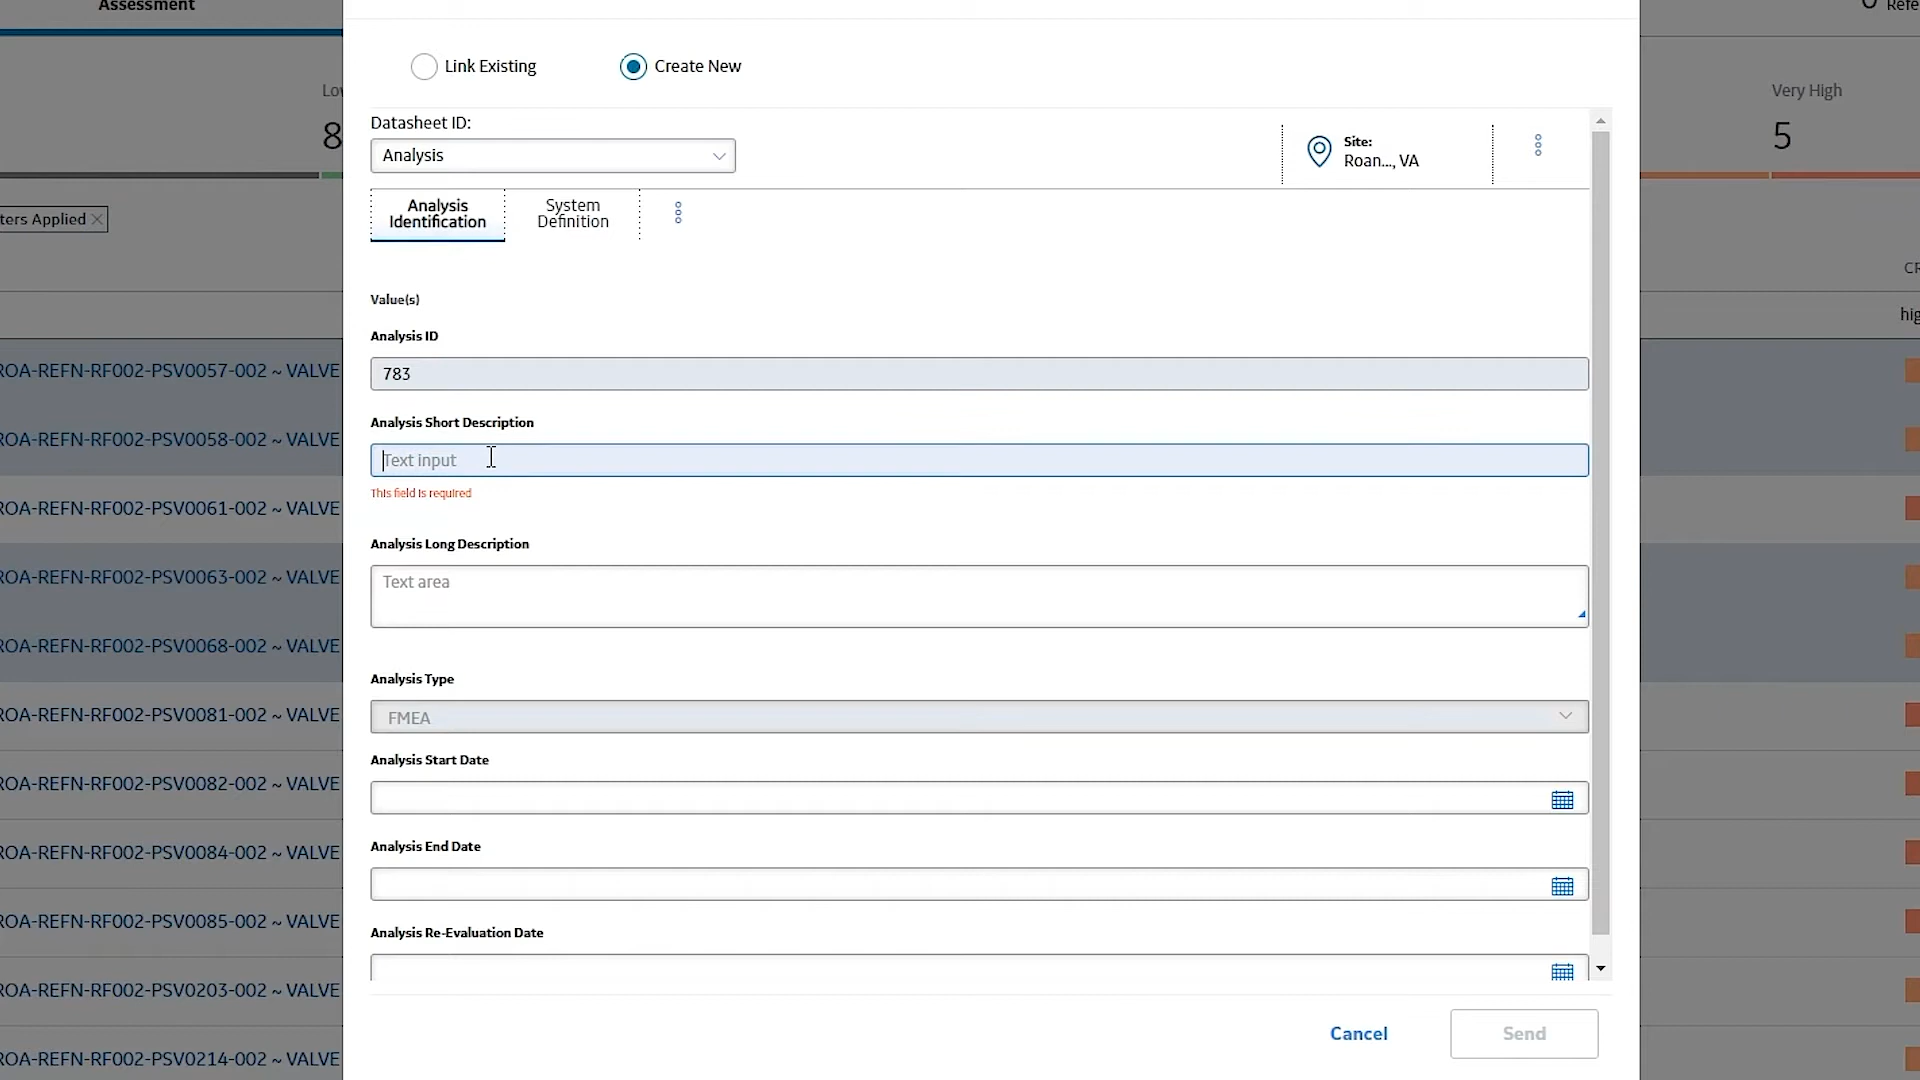 Assessment
Refe
Link Existing
Create New
Low
8
Very High
5
Datasheet ID:
Analysis
Site:
Roan..., VA
Analysis
Identification
System
Definition
ters Applied
Value(s)
CR
Analysis ID
hig
783
ROA-REFN-RF002-PSV0057-002 ~ VALVE
Analysis Short Description
ROA-REFN-RF002-PSV0058-002 ~ VALVE
Text input
This field is required
ROA-REFN-RF002-PSV0061-002 ~ VALVE
Analysis Long Description
ROA-REFN-RF002-PSV0063-002 ~ VALVE
Text area
ROA-REFN-RF002-PSV0068-002 ~ VALVE
Analysis Type
FMEA
ROA-REFN-RF002-PSV0081-002 ~ VALVE
Analysis Start Date
ROA-REFN-RF002-PSV0082-002 ~ VALVE
Analysis End Date
ROA-REFN-RF002-PSV0084-002 ~ VALVE
ROA-REFN-RF002-PSV0085-002 ~ VALVE
Analysis Re-Evaluation Date
ROA-REFN-RF002-PSV0203-002 ~ VALVE
ROA-REFN-RF002-PSV0214-002 ~ VALVE
Cancel
Send